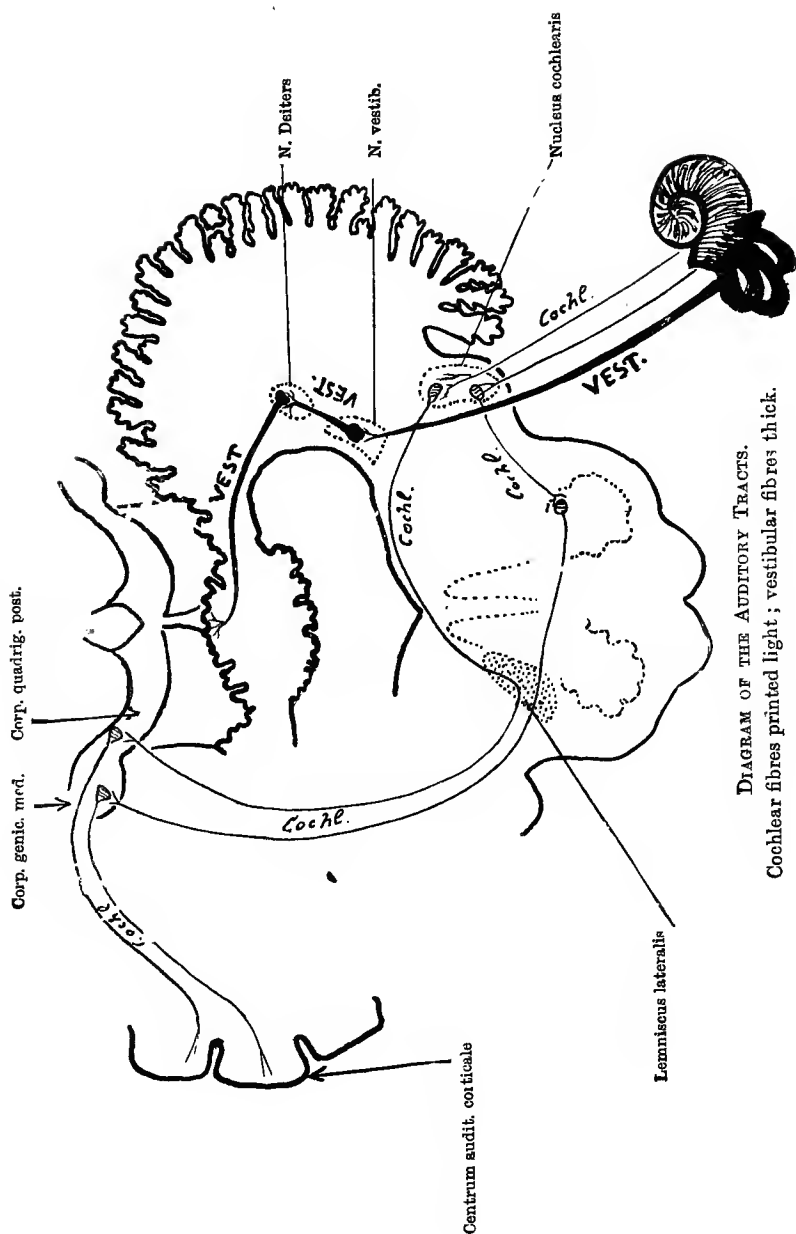 Corp. genic. med.
Corp. quadrig. post.
N. Deiters
N. vestib.
Nucleus cochlearis
VEST
VEST.
Cochl.
VEST.
Cochl.
Cochl.
Cochl.
Cochl
Centrum audit. corticale
Lemniscus lateralis
DIAGRAM OF THE AUDITORY TRACTS.
Cochlear fibres printed light; vestibular fibres thick.